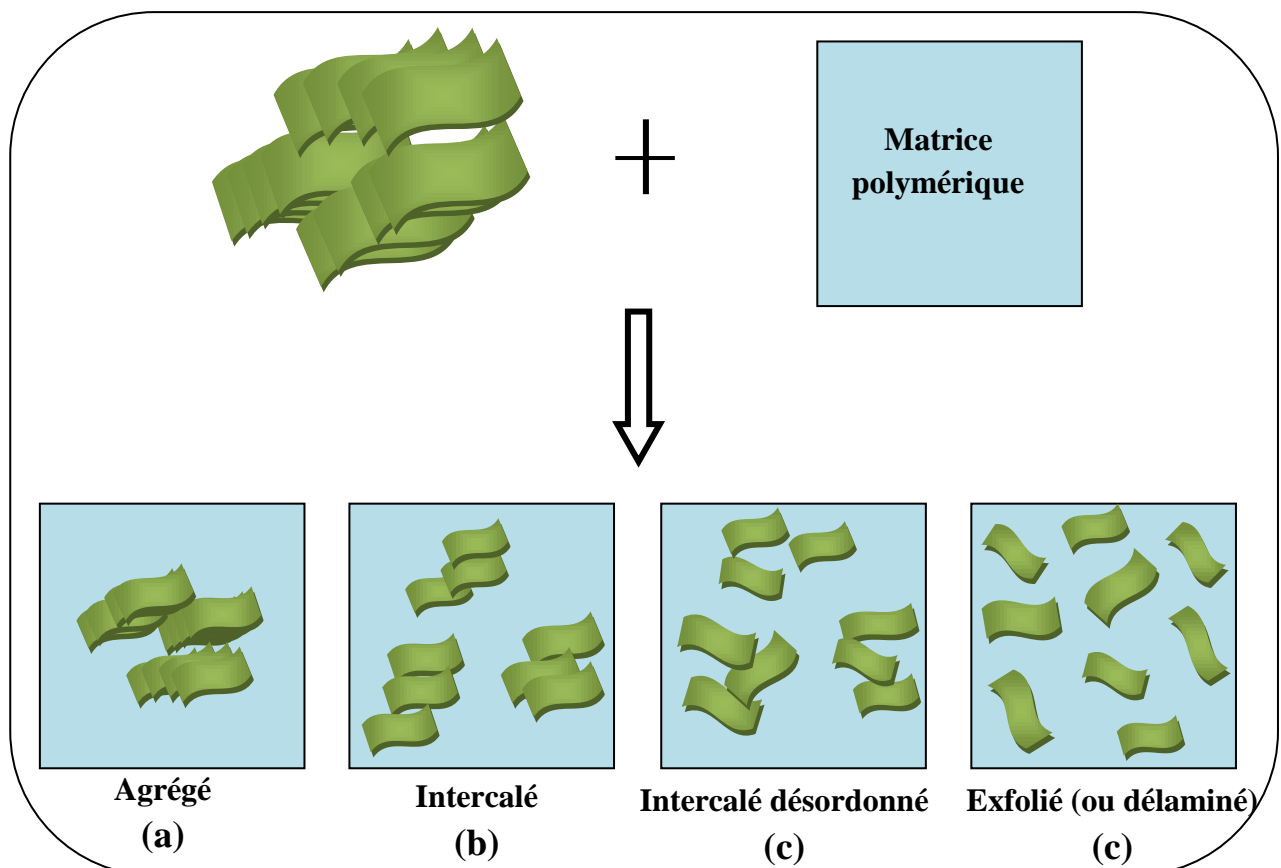 Matrice
polymérique
Agrégé
Intercalé
Intercalé désordonné
Exfolié (ou délaminé)
(a)
(b)
(c)
(c)